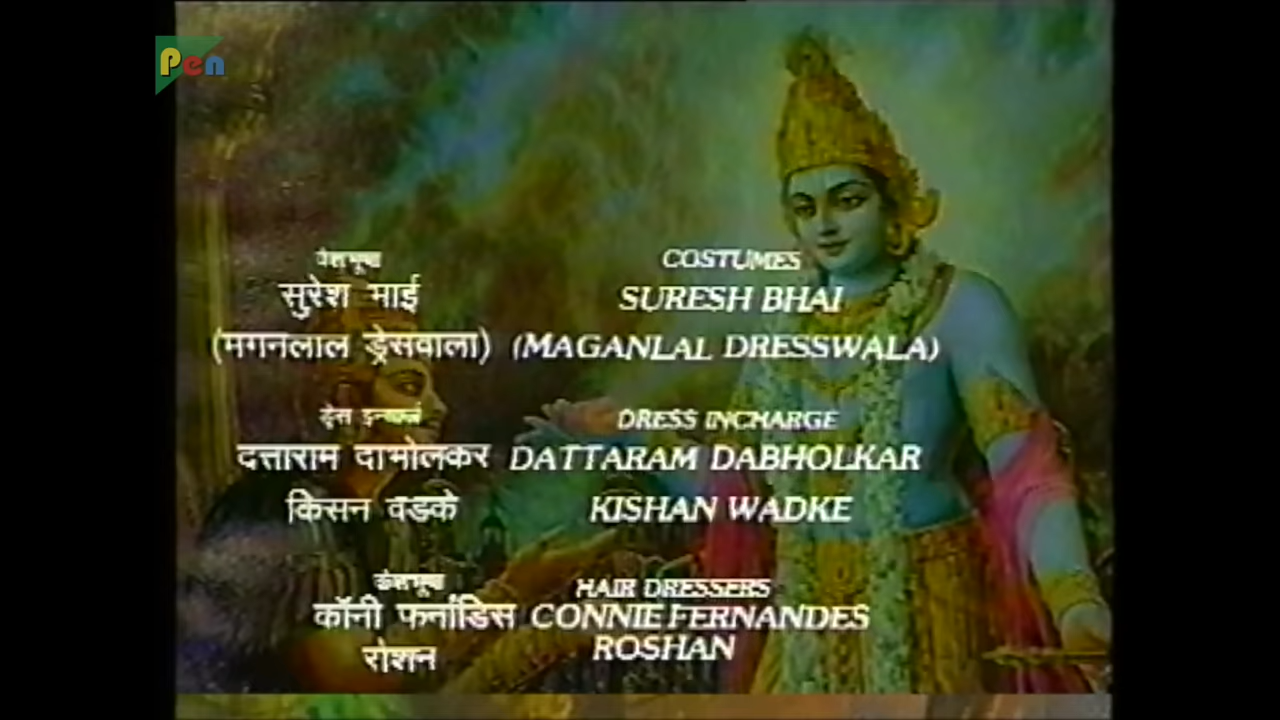 Pen
वेशभूषा COSTUMES
सुरेश भाई SURESH BHAI
(मगनलाल ड्रेसवाला) (MAGANLAL DRESSWALA)
ड्रेस इन्चार्ज DRESS INCHARGE
दत्ताराम दाभोलकर DATTARAM DABHOLKAR
किसन वडके KISHAN WADKE
केशभूषा HAIR DRESSERS
कॉनी फर्नांडिस CONNIE FERNANDES
रोशन ROSHAN